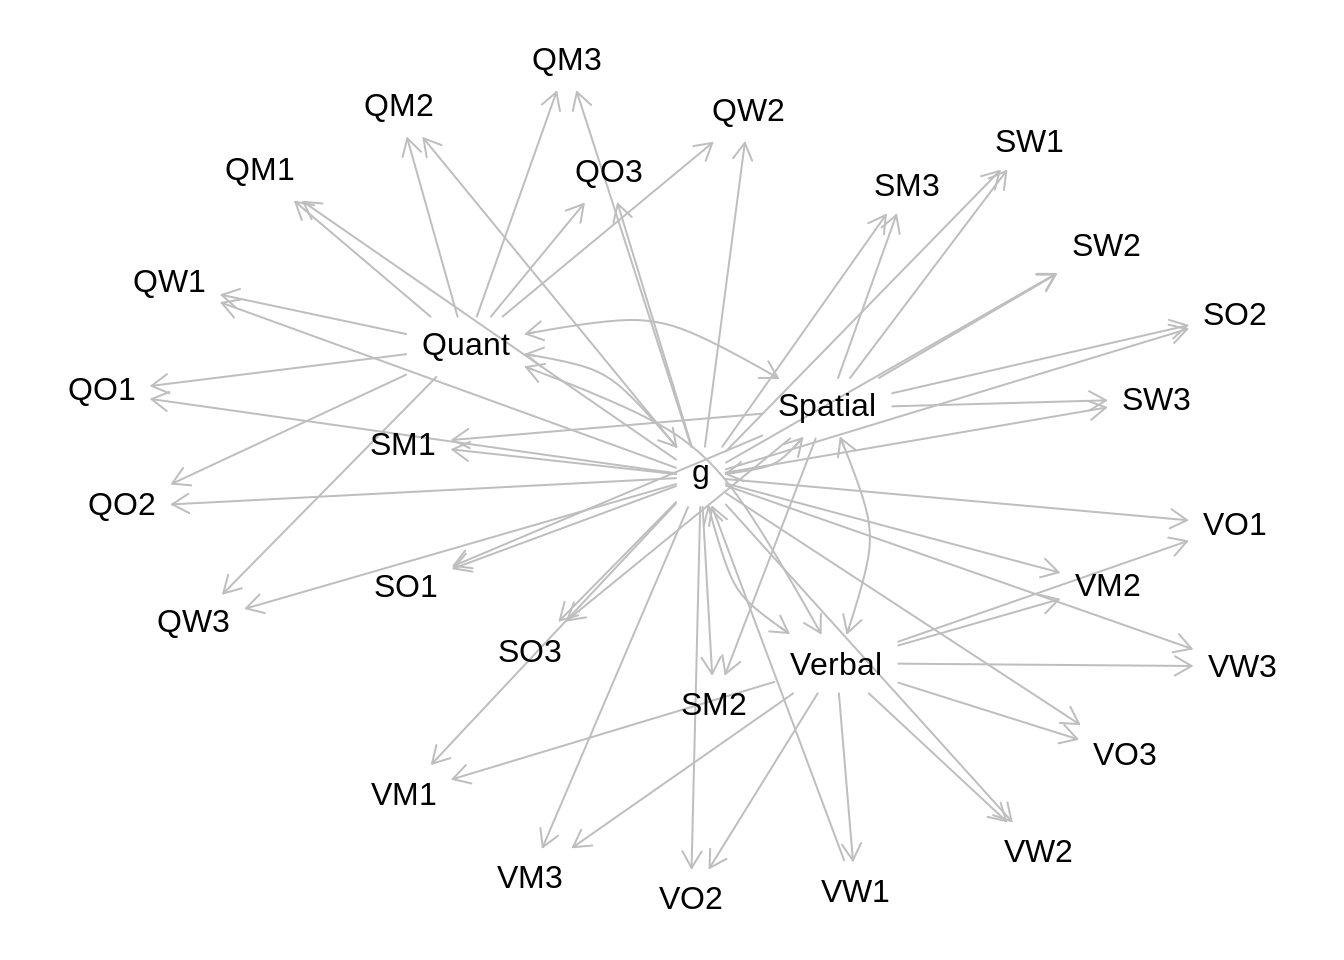 QM3
QM2
QW2
SW1
QM1
QO3
SM3
SW2
QW1
SO2
Quant
QO1
Spatial
SW3
SM1
g
QO2
VO1
SO1
VM2
QW3
SO3
Verbal
VW3
SM2
VO3
VM1
VW2
VM3
VO2
VW1